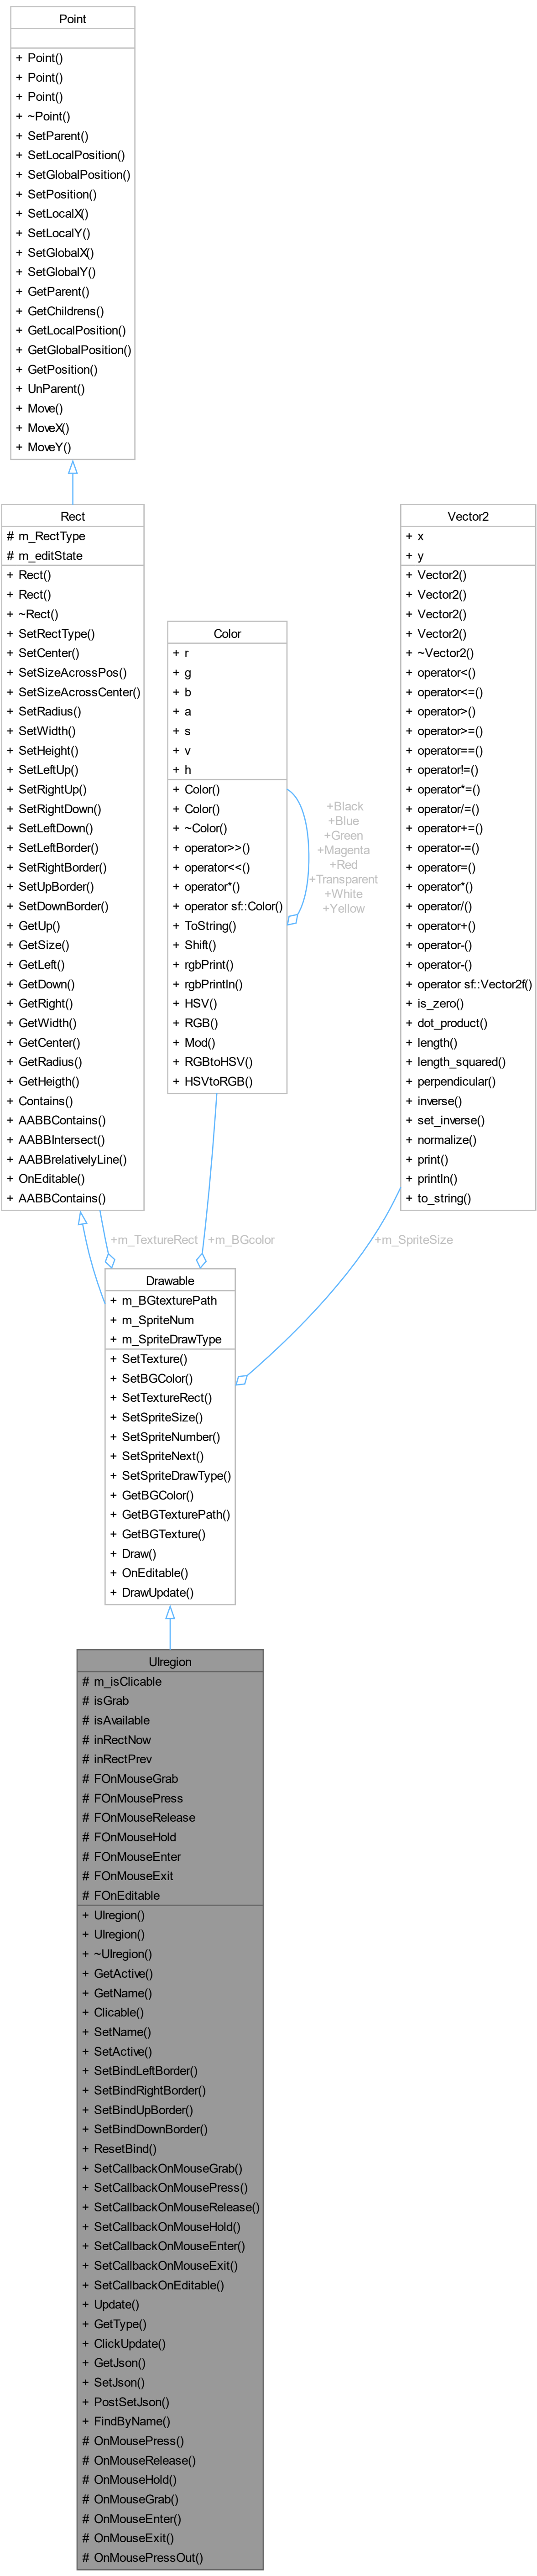 Point
+ Point()
+ Point()
+ Point()
+ ~Point()
+ SetParent()
+ SetLocalPosition()
+ SetGlobalPosition()
+ SetPosition()
+ SetLocalX()
+ SetLocalY()
+ SetGlobalX()
+ SetGlobalY()
+ GetParent()
+ GetChildrens()
+ GetLocalPosition()
+ GetGlobalPosition()
+ GetPosition()
+ UnParent()
+ Move()
+ MoveX()
+ MoveY()
Rect
# m_RectType
# m_editState
+ Rect()
+ Rect()
+ ~Rect()
+ SetRectType()
+ SetCenter()
+ SetSizeAcrossPos()
+ SetSizeAcrossCenter()
+ SetRadius()
+ SetWidth()
+ SetHeight()
+ SetLeftUp()
+ SetRightUp()
+ SetRightDown()
+ SetLeftDown()
+ SetLeftBorder()
+ SetRightBorder()
+ SetUpBorder()
+ SetDownBorder()
+ GetUp()
+ GetSize()
+ GetLeft()
+ GetDown()
+ GetRight()
+ GetWidth()
+ GetCenter()
+ GetRadius()
+ GetHeigth()
+ Contains()
+ AABBContains()
+ AABBIntersect()
+ AABBrelativelyLine()
+ OnEditable()
+ AABBContains()
Color
+ r
+ g
+ b
+ a
+ s
+ v
+ h
+ Color()
+ Color()
+ ~Color()
+ operator>>()
+ operator<<()
+ operator*()
+ operator sf::Color()
+ ToString()
+ Shift()
+ rgbPrint()
+ rgbPrintln()
+ HSV()
+ RGB()
+ Mod()
+ RGBtoHSV()
+ HSVtoRGB()
+Black
+Blue
+Green
+Magenta
+Red
+Transparent
+White
+Yellow
Vector2
+ x
+ y
+ Vector2()
+ Vector2()
+ Vector2()
+ Vector2()
+ ~Vector2()
+ operator<()
+ operator<=()
+ operator>()
+ operator>=()
+ operator==()
+ operator!=()
+ operator*=()
+ operator/=()
+ operator+=()
+ operator-=()
+ operator=()
+ operator*()
+ operator/()
+ operator+()
+ operator-()
+ operator-()
+ operator sf::Vector2f()
+ is_zero()
+ dot_product()
+ length()
+ length_squared()
+ perpendicular()
+ inverse()
+ set_inverse()
+ normalize()
+ print()
+ println()
+ to_string()
+m_TextureRect
+m_BGcolor
+m_SpriteSize
Drawable
+ m_BGtexturePath
+ m_SpriteNum
+ m_SpriteDrawType
+ SetTexture()
+ SetBGColor()
+ SetTextureRect()
+ SetSpriteSize()
+ SetSpriteNumber()
+ SetSpriteNext()
+ SetSpriteDrawType()
+ GetBGColor()
+ GetBGTexturePath()
+ GetBGTexture()
+ Draw()
+ OnEditable()
+ DrawUpdate()
UIregion
# m_isClicable
# isGrab
# isAvailable
# inRectNow
# inRectPrev
# FOnMouseGrab
# FOnMousePress
# FOnMouseRelease
# FOnMouseHold
# FOnMouseEnter
# FOnMouseExit
# FOnEditable
+ UIregion()
+ UIregion()
+ ~UIregion()
+ GetActive()
+ GetName()
+ Clicable()
+ SetName()
+ SetActive()
+ SetBindLeftBorder()
+ SetBindRightBorder()
+ SetBindUpBorder()
+ SetBindDownBorder()
+ ResetBind()
+ SetCallbackOnMouseGrab()
+ SetCallbackOnMousePress()
+ SetCallbackOnMouseRelease()
+ SetCallbackOnMouseHold()
+ SetCallbackOnMouseEnter()
+ SetCallbackOnMouseExit()
+ SetCallbackOnEditable()
+ Update()
+ GetType()
+ ClickUpdate()
+ GetJson()
+ SetJson()
+ PostSetJson()
+ FindByName()
# OnMousePress()
# OnMouseRelease()
# OnMouseHold()
# OnMouseGrab()
# OnMouseEnter()
# OnMouseExit()
# OnMousePressOut()